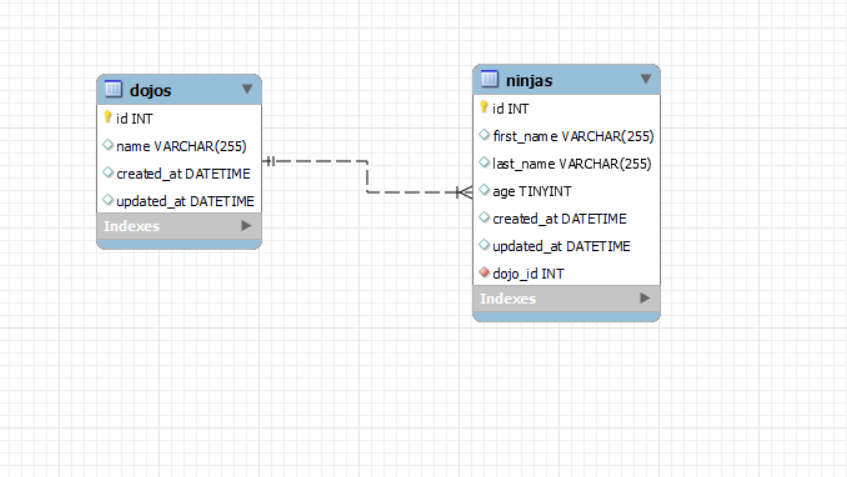 dojos
id INT
name VARCHAR(255)
created_at DATETIME
updated_at DATETIME
Indexes
ninjas
id INT
first_name VARCHAR(255)
last_name VARCHAR(255)
age TINYINT
created_at DATETIME
updated_at DATETIME
dojo_id INT
Indexes